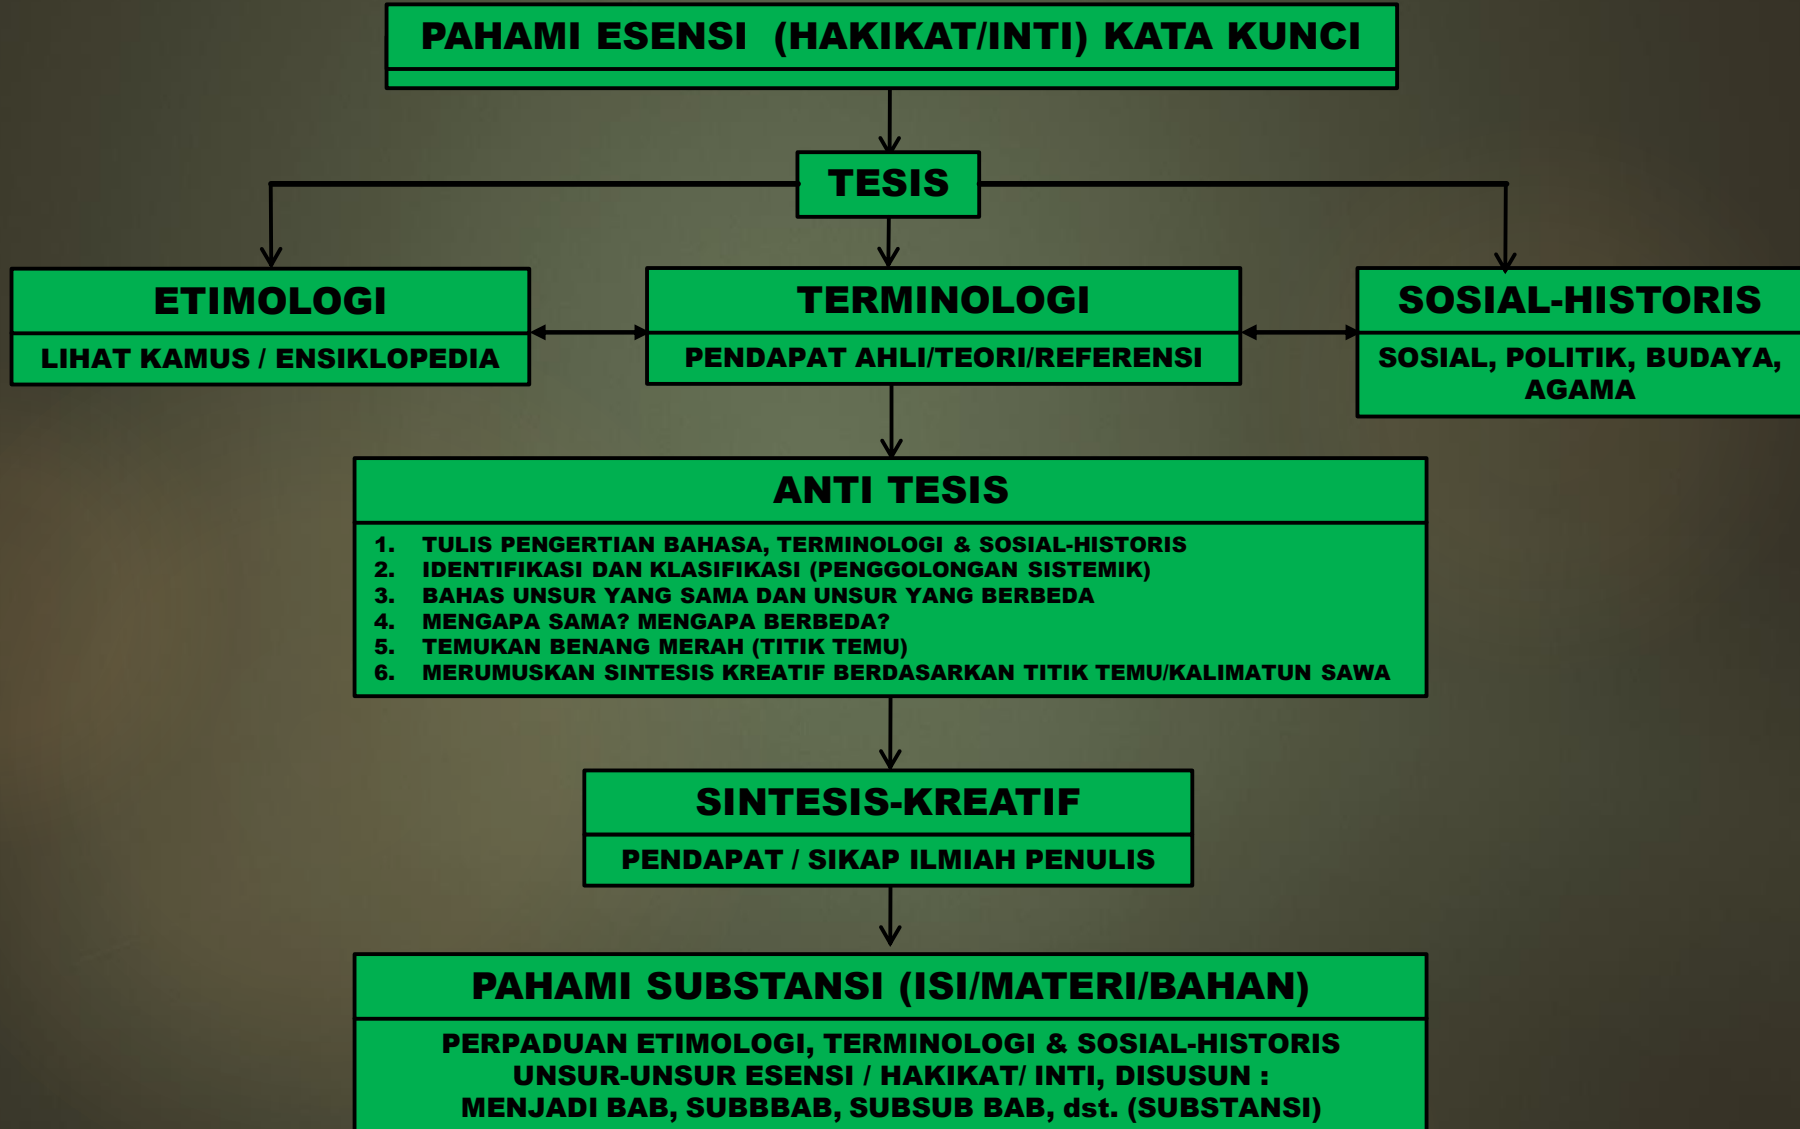 PAHAMI ESENSI (HAKIKAT/INTI) KATA KUNCI
TESIS
ETIMOLOGI
LIHAT KAMUS / ENSIKLOPEDIA
TERMINOLOGI
PENDAPAT AHLI/TEORI/REFERENSI
SOSIAL-HISTORIS
SOSIAL, POLITIK, BUDAYA,
AGAMA
ANTI TESIS
1. TULIS PENGERTIAN BAHASA, TERMINOLOGI & SOSIAL-HISTORIS
2. IDENTIFIKASI DAN KLASIFIKASI (PENGGOLONGAN SISTEMIK)
3. BAHAS UNSUR YANG SAMA DAN UNSUR YANG BERBEDA
4. MENGAPA SAMA? MENGAPA BERBEDA?
5. TEMUKAN BENANG MERAH (TITIK TEMU)
6. MERUMUSKAN SINTESIS KREATIF BERDASARKAN TITIK TEMU/KALIMATUN SAWA
SINTESIS-KREATIF
PENDAPAT / SIKAP ILMIAH PENULIS
PAHAMI SUBSTANSI (ISI/MATERI/BAHAN)
PERPADUAN ETIMOLOGI, TERMINOLOGI & SOSIAL-HISTORIS
UNSUR-UNSUR ESENSI / HAKIKAT/ INTI, DISUSUN :
MENJADI BAB, SUBBBAB, SUBSUB BAB, dst. (SUBSTANSI)